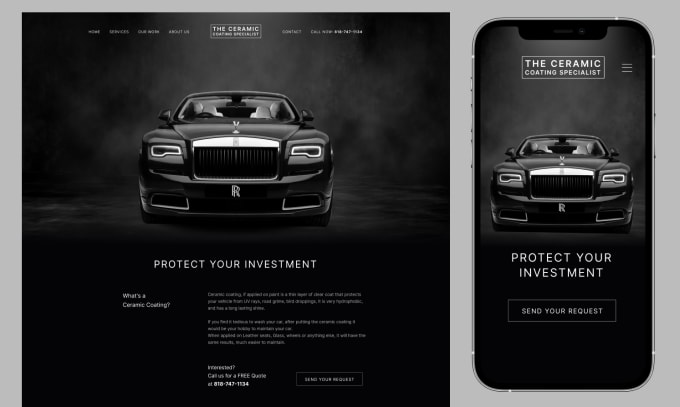 HOME SERVICES OUR WORK ABOUT US THE CERAMIC COATING SPECIALIST CONTACT CALL NOW: 818-747-1134
PROTECT YOUR INVESTMENT
What's a
Ceramic Coating?
Ceramic coating, if applied on paint is a thin layer of clear coat that protects
your vehicle from UV rays, road grime, bird drippings, it is very hydrophobic,
and has a long lasting shine.
If you find it tedious to wash your car, after putting the ceramic coating it
would be your hobby to maintain your car.
When applied on Leather seats, Glass, wheels or anything else, it will have the
same results, much easier to maintain.
Interested?
Call us for a FREE Quote
at 818-747-1134
SEND YOUR REQUEST
THE CERAMIC
COATING SPECIALIST
PROTECT YOUR
INVESTMENT
SEND YOUR REQUEST